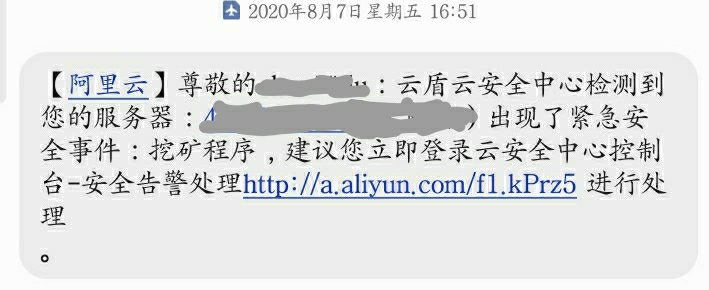 2020年8月7日星期五 16:51
【阿里云】尊敬的 : 云盾云安全中心检测到
您的服务器: ) 出现了紧急安
全事件:挖矿程序,建议您立即登录云安全中心控制
台-安全告警处理http://a.aliyun.com/f1.kPrz5 进行处
理
。